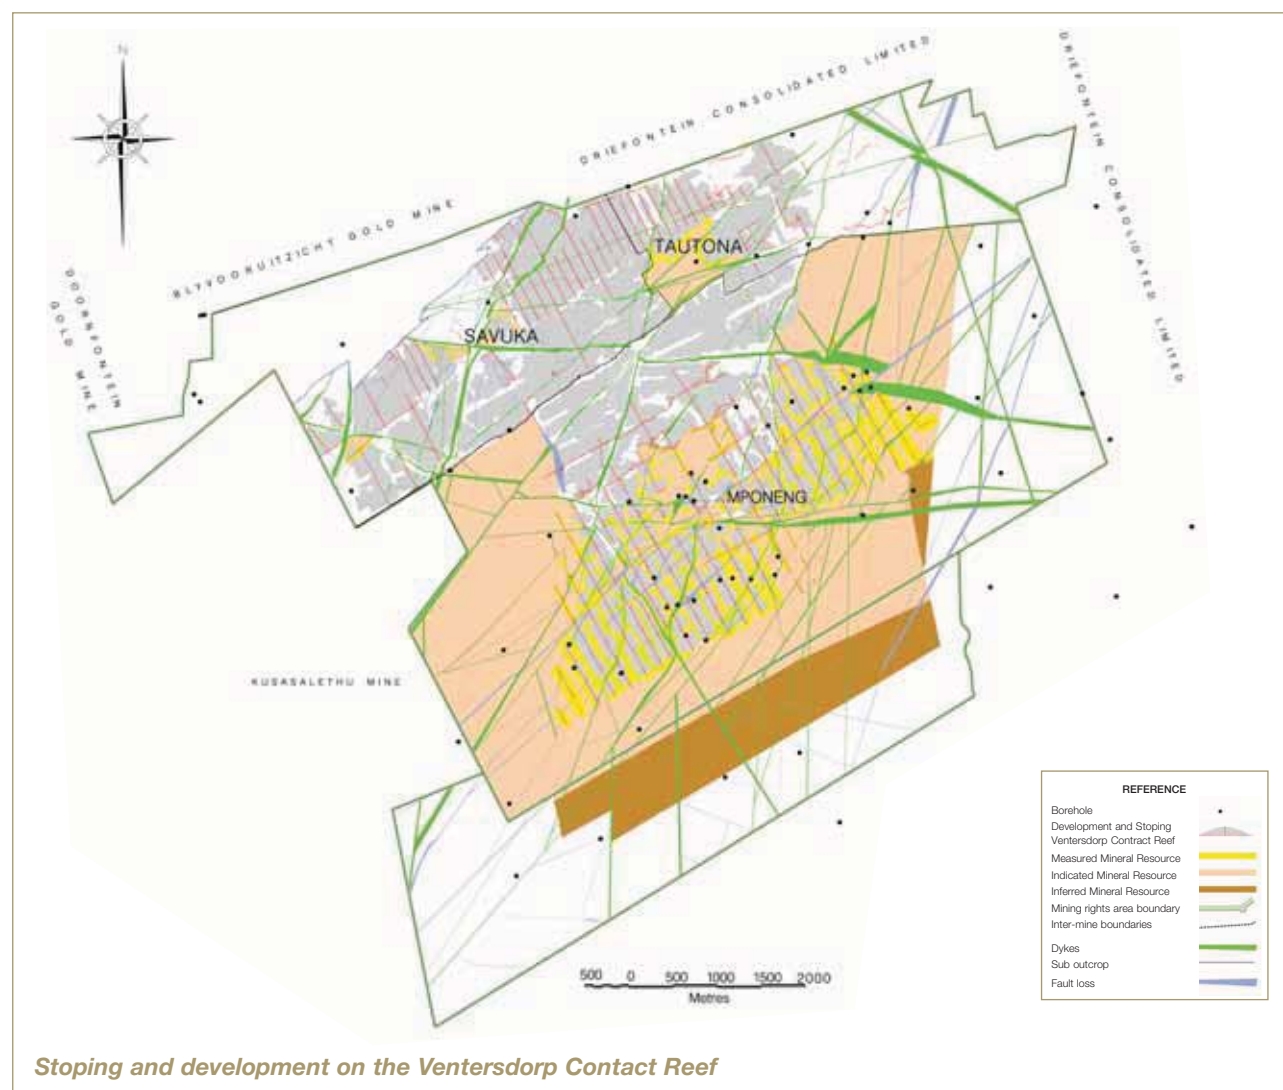 N
DRIEFONTEIN CONSOLIDATED LIMITED
DRIEFONTEIN CONSOLIDATED LIMITED
BLYVOORUITZICHT GOLD MINE
DOORNFONTEIN
GOLD MINE
TAUTONA
SAVUKA
MPONENG
KUSASALETHU MINE
REFERENCE
Borehole
Development and Stoping
Ventersdorp Contract Reef
Measured Mineral Resource
Indicated Mineral Resource
Inferred Mineral Resource
Mining rights area boundary
Inter-mine boundaries
Dykes
Sub outcrop
Fault loss
500 0 500 1000 1500 2000
Metres
Stoping and development on the Ventersdorp Contact Reef